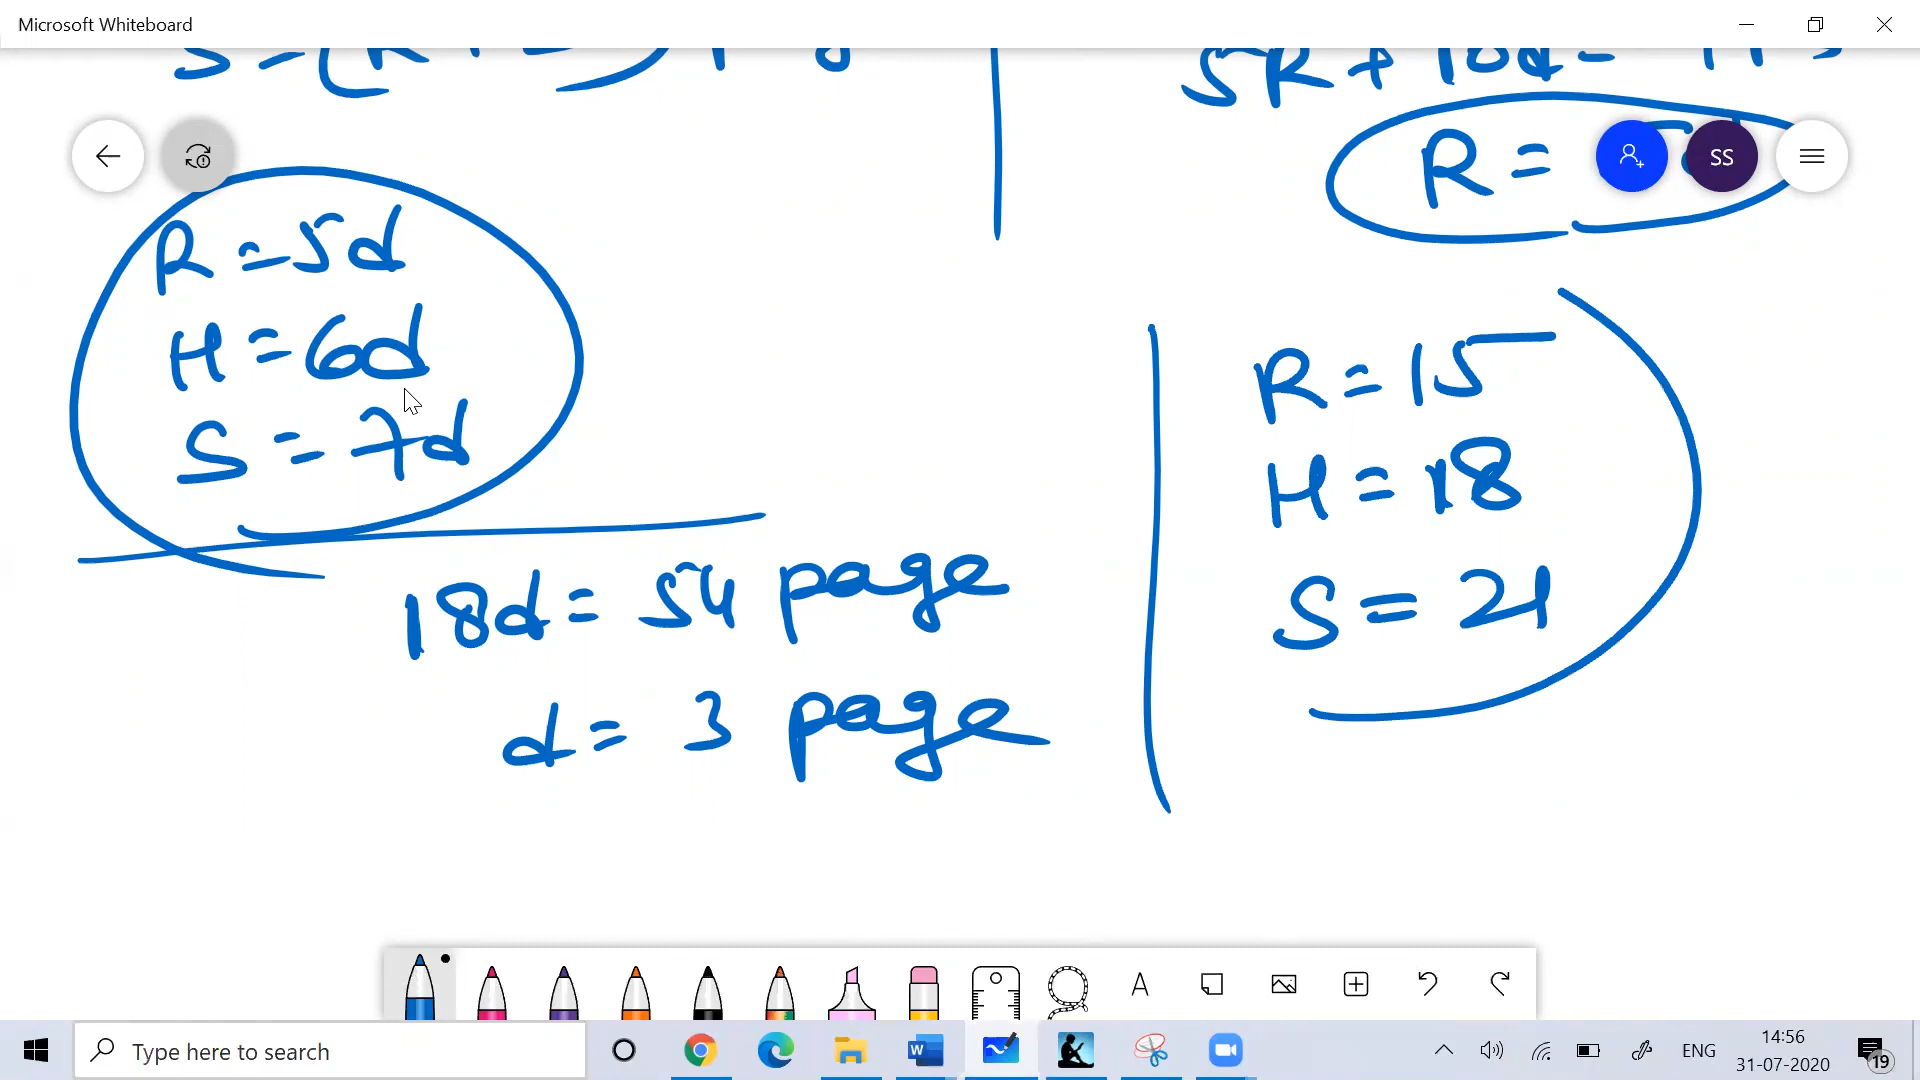 Microsoft Whiteboard
5R + 10d =
R =
SS
R = 5d
H = 6d
S = 7d
R = 15
H = 18
S = 21
18d = 54 page
d = 3 page
A
Type here to search
ENG
14:56
31-07-2020
19